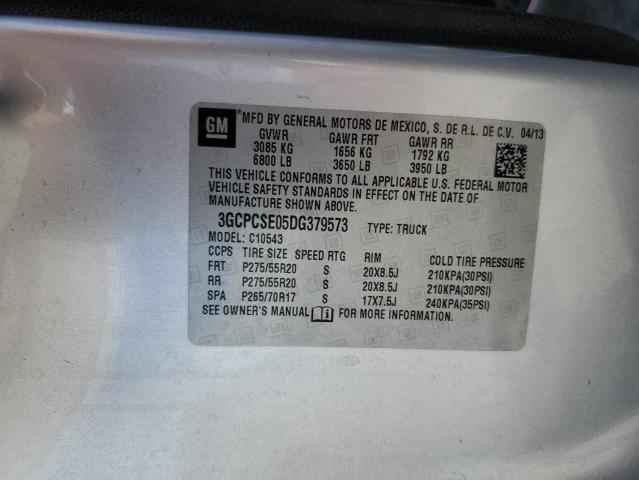 GM
MFD BY GENERAL MOTORS DE MEXICO, S. DE R.L. DE C.V. 04/13
GVWR GAWR FRT GAWR RR
3085 KG 1656 KG 1792 KG
6800 LB 3650 LB 3950 LB
THIS VEHICLE CONFORMS TO ALL APPLICABLE U.S. FEDERAL MOTOR
VEHICLE SAFETY STANDARDS IN EFFECT ON THE DATE OF
MANUFACTURE SHOWN ABOVE.
3GCPCSE05DG379573 TYPE: TRUCK
MODEL: C10543
CCPS TIRE SIZE SPEED RTG RIM COLD TIRE PRESSURE
FRT P275/55R20 S 20X8.5J 210KPA(30PSI)
RR P275/55R20 S 20X8.5J 210KPA(30PSI)
SPA P265/70R17 S 17X7.5J 240KPA(35PSI)
SEE OWNER'S MANUAL FOR MORE INFORMATION.